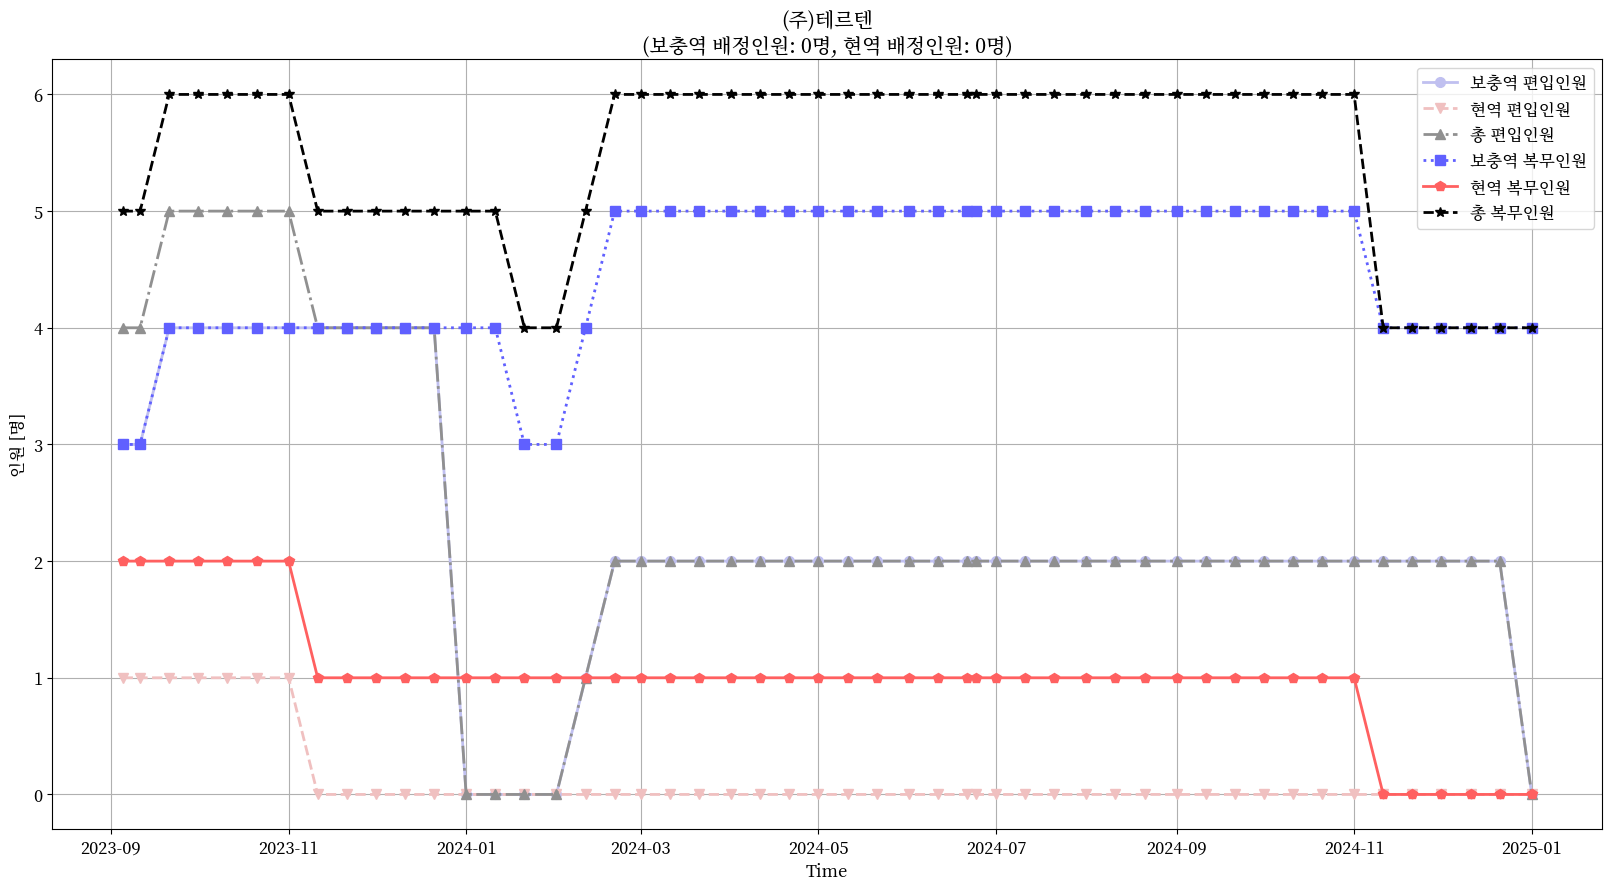 (주)테르텐
(보충역 배정인원: 0명, 현역 배정인원: 0명)
보충역 편입인원
현역 편입인원
총 편입인원
보충역 복무인원
현역 복무인원
총 복무인원
인원 [명]
6
5
4
3
2
1
0
2023-09
2023-11
2024-01
2024-03
2024-05
2024-07
2024-09
2024-11
2025-01
Time